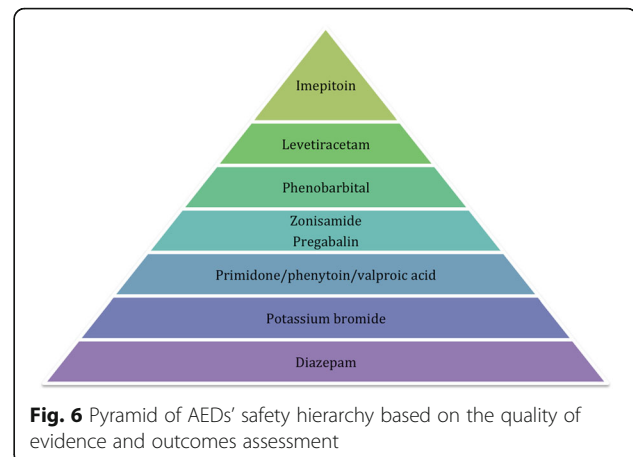 Imepitoin
Levetiracetam
Phenobarbital
Zonisamide
Pregabalin
Primidone/phenytoin/valproic acid
Potassium bromide
Diazepam
Fig. 6 Pyramid of AEDs’ safety hierarchy based on the quality of
evidence and outcomes assessment